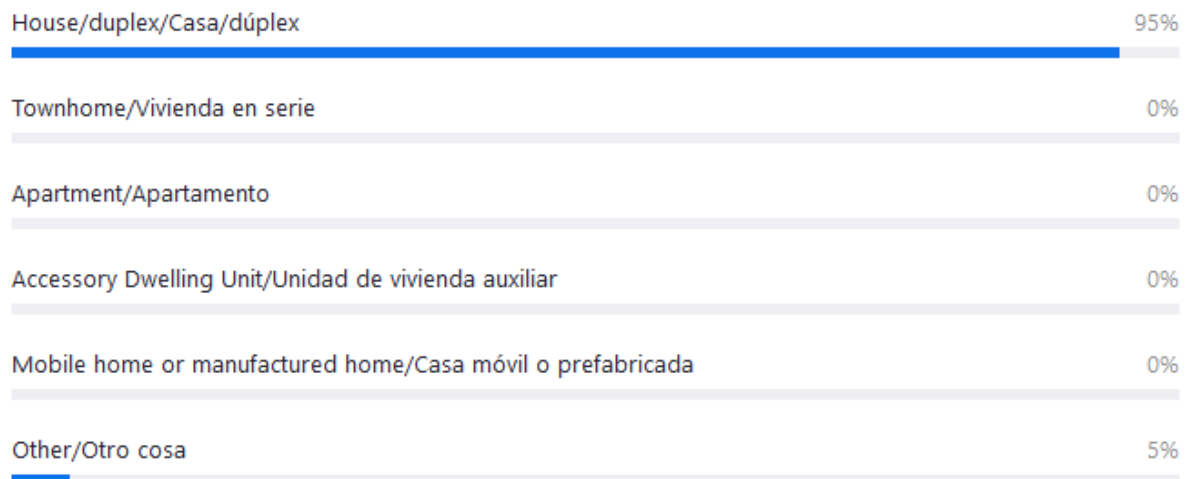 House/duplex/Casa/dúplex 95%
Townhome/Vivienda en serie 0%
Apartment/Apartamento 0%
Accessory Dwelling Unit/Unidad de vivienda auxiliar 0%
Mobile home or manufactured home/Casa móvil o prefabricada 0%
Other/Otro cosa 5%